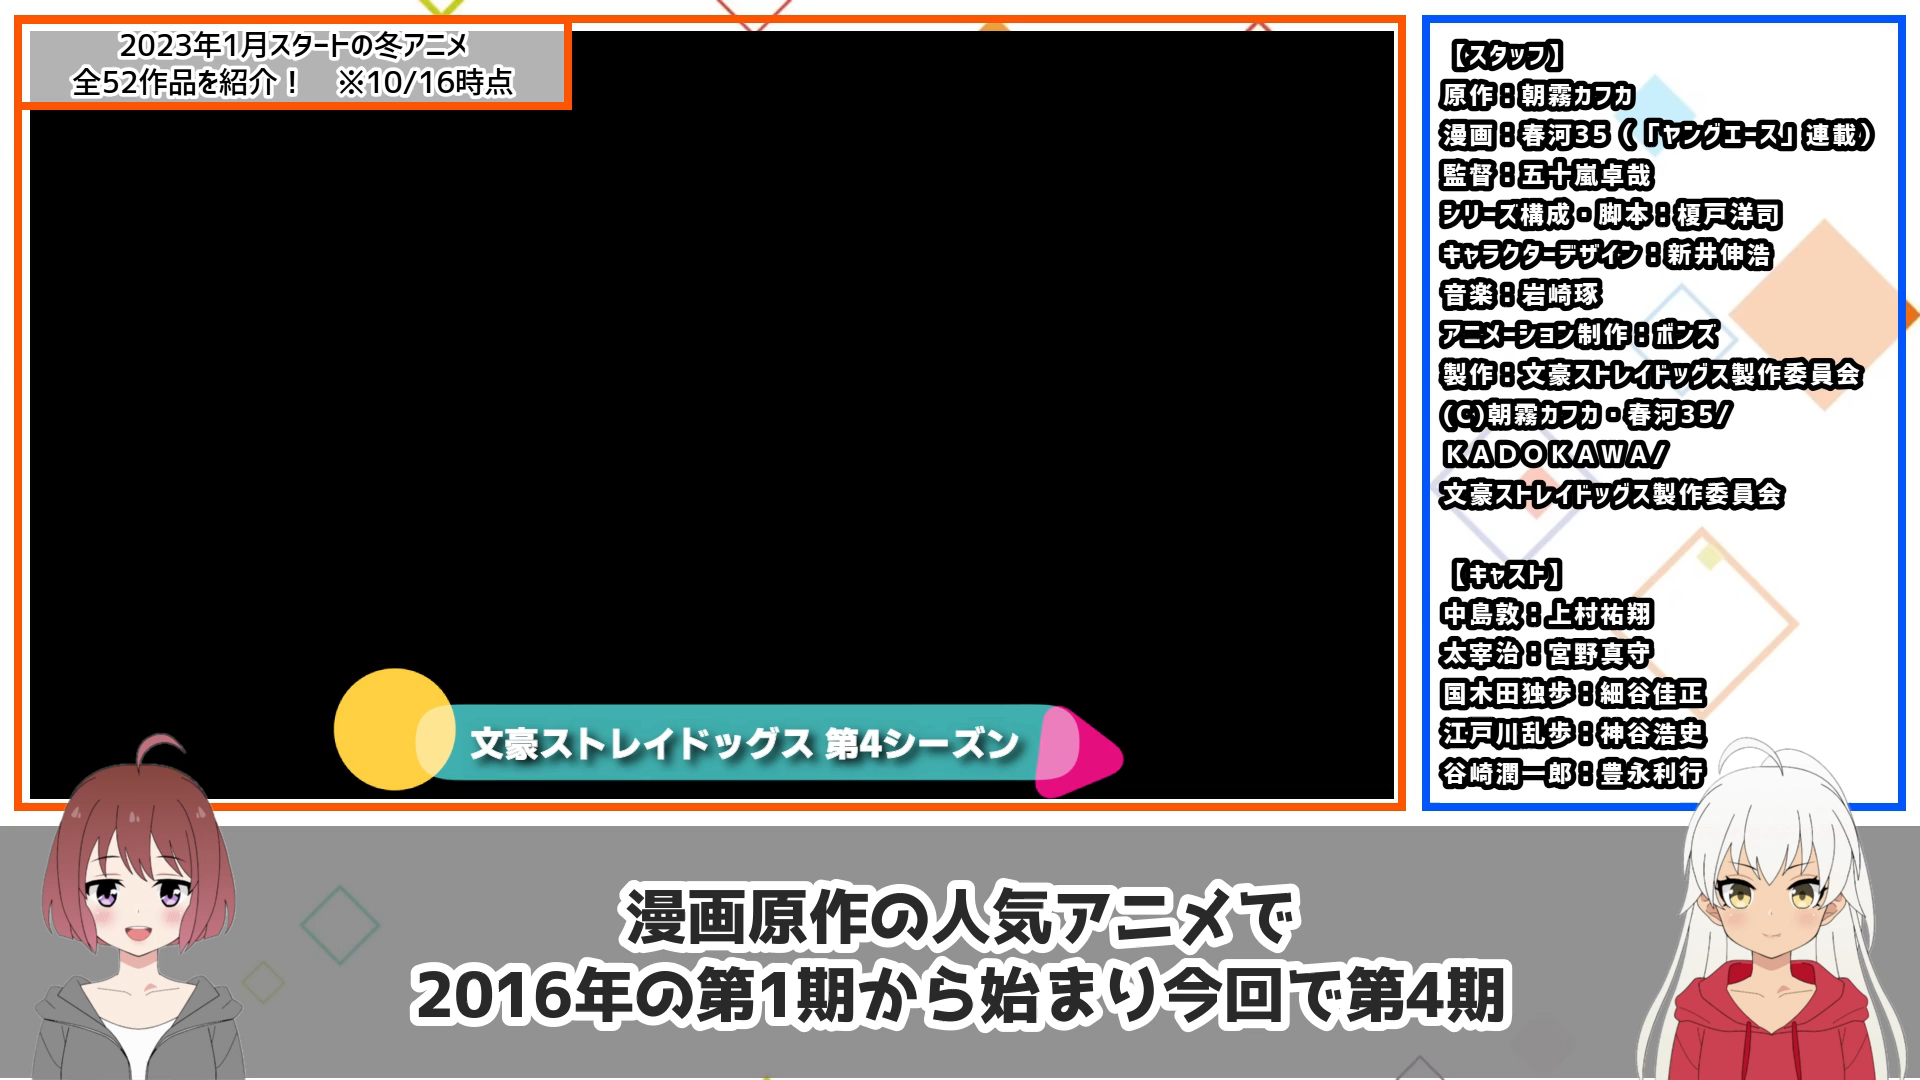 2023年1月スタートの冬アニメ
全52作品を紹介！　※10/16時点
【スタッフ】
原作：朝霧カフカ
漫画：春河35（「ヤングエース」連載）
監督：五十嵐卓哉
シリーズ構成・脚本：榎戸洋司
キャラクターデザイン：新井伸浩
音楽：岩崎琢
アニメーション制作：ボンズ
製作：文豪ストレイドッグス製作委員会
(C)朝霧カフカ・春河35/
ＫＡＤＯＫＡＷＡ/
文豪ストレイドッグス製作委員会
【キャスト】
中島敦：上村祐翔
太宰治：宮野真守
国木田独歩：細谷佳正
江戸川乱歩：神谷浩史
谷崎潤一郎：豊永利行
文豪ストレイドッグス 第4シーズン
漫画原作の人気アニメで
2016年の第1期から始まり今回で第4期